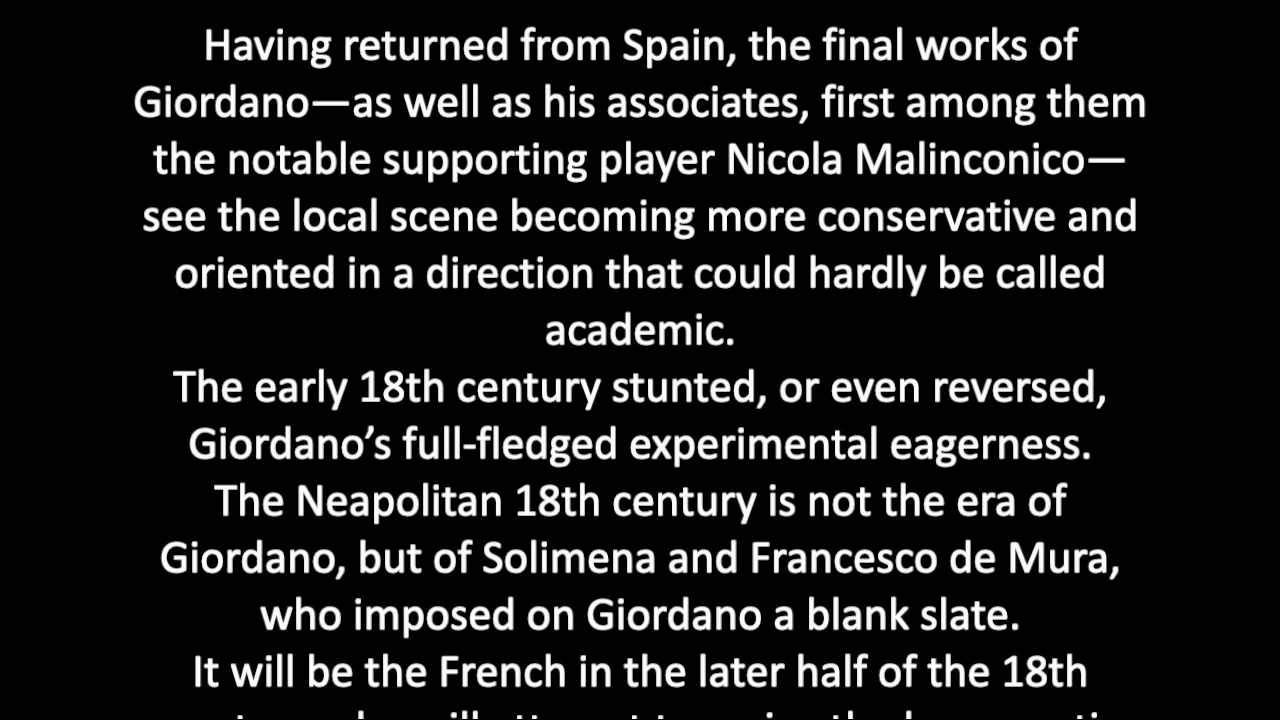 Having returned from Spain, the final works of
Giordano—as well as his associates, first among them
the notable supporting player Nicola Malinconico—
see the local scene becoming more conservative and
oriented in a direction that could hardly be called
academic.
The early 18th century stunted, or even reversed,
Giordano’s full-fledged experimental eagerness.
The Neapolitan 18th century is not the era of
Giordano, but of Solimena and Francesco de Mura,
who imposed on Giordano a blank slate.
It will be the French in the later half of the 18th